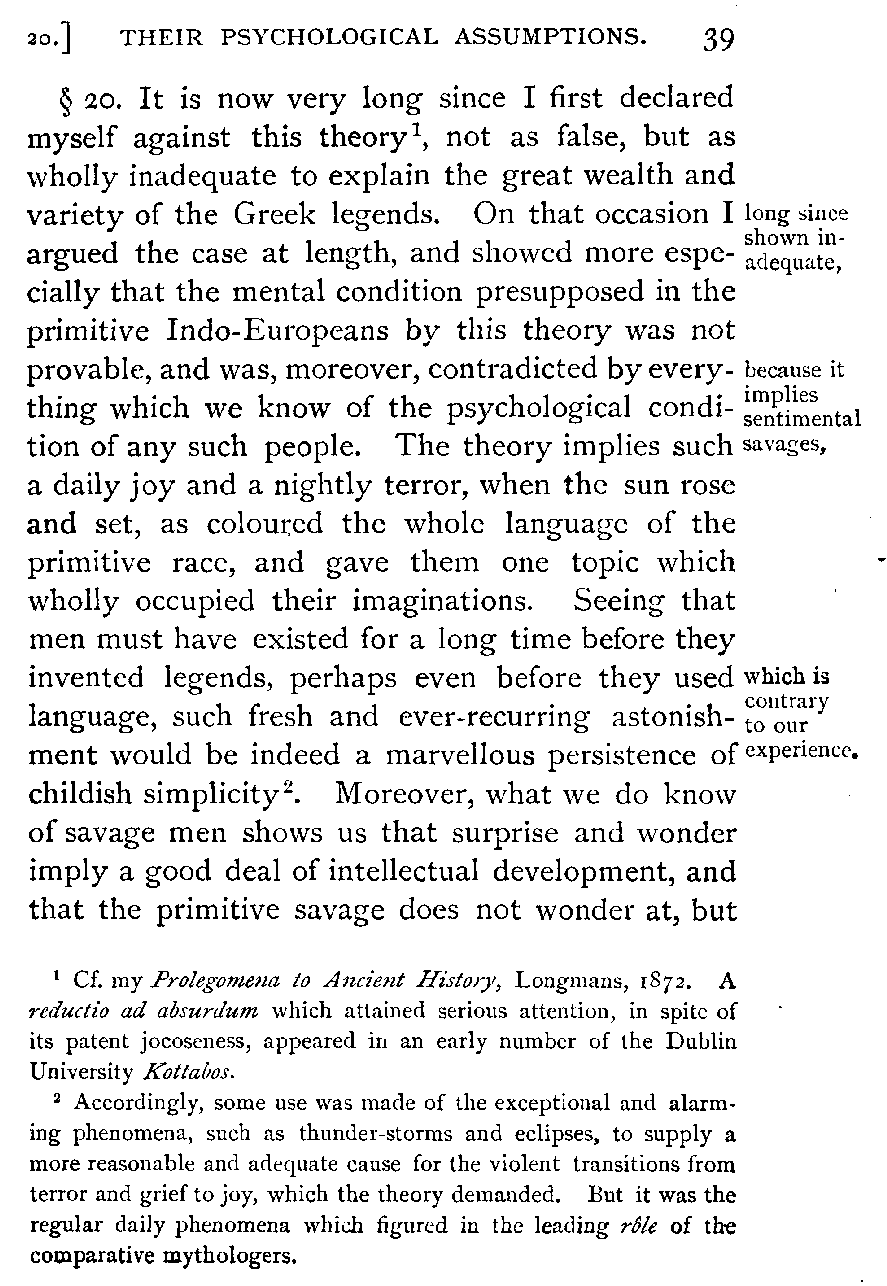 20.] THEIR PSYCHOLOGICAL ASSUMPTIONS. 39
§ 20. It is now very long since I first declared
myself against this theory¹, not as false, but as
wholly inadequate to explain the great wealth and
variety of the Greek legends. On that occasion I
argued the case at length, and showed more espe-
cially that the mental condition presupposed in the
primitive Indo-Europeans by this theory was not
provable, and was, moreover, contradicted by every-
thing which we know of the psychological condi-
tion of any such people. The theory implies such
a daily joy and a nightly terror, when the sun rose
and set, as coloured the whole language of the
primitive race, and gave them one topic which
wholly occupied their imaginations. Seeing that
men must have existed for a long time before they
invented legends, perhaps even before they used
language, such fresh and ever-recurring astonish-
ment would be indeed a marvellous persistence of
childish simplicity². Moreover, what we do know
of savage men shows us that surprise and wonder
imply a good deal of intellectual development, and
that the primitive savage does not wonder at, but
long since
shown in-
adequate,
because it
implies
sentimental
savages,
which is
contrary
to our
experience.
¹ Cf. my Prolegomena to Ancient History, Longmans, 1872. A
reductio ad absurdum which attained serious attention, in spite of
its patent jocoseness, appeared in an early number of the Dublin
University Kottabos.
² Accordingly, some use was made of the exceptional and alarm-
ing phenomena, such as thunder-storms and eclipses, to supply a
more reasonable and adequate cause for the violent transitions from
terror and grief to joy, which the theory demanded. But it was the
regular daily phenomena which figured in the leading rôle of the
comparative mythologers.